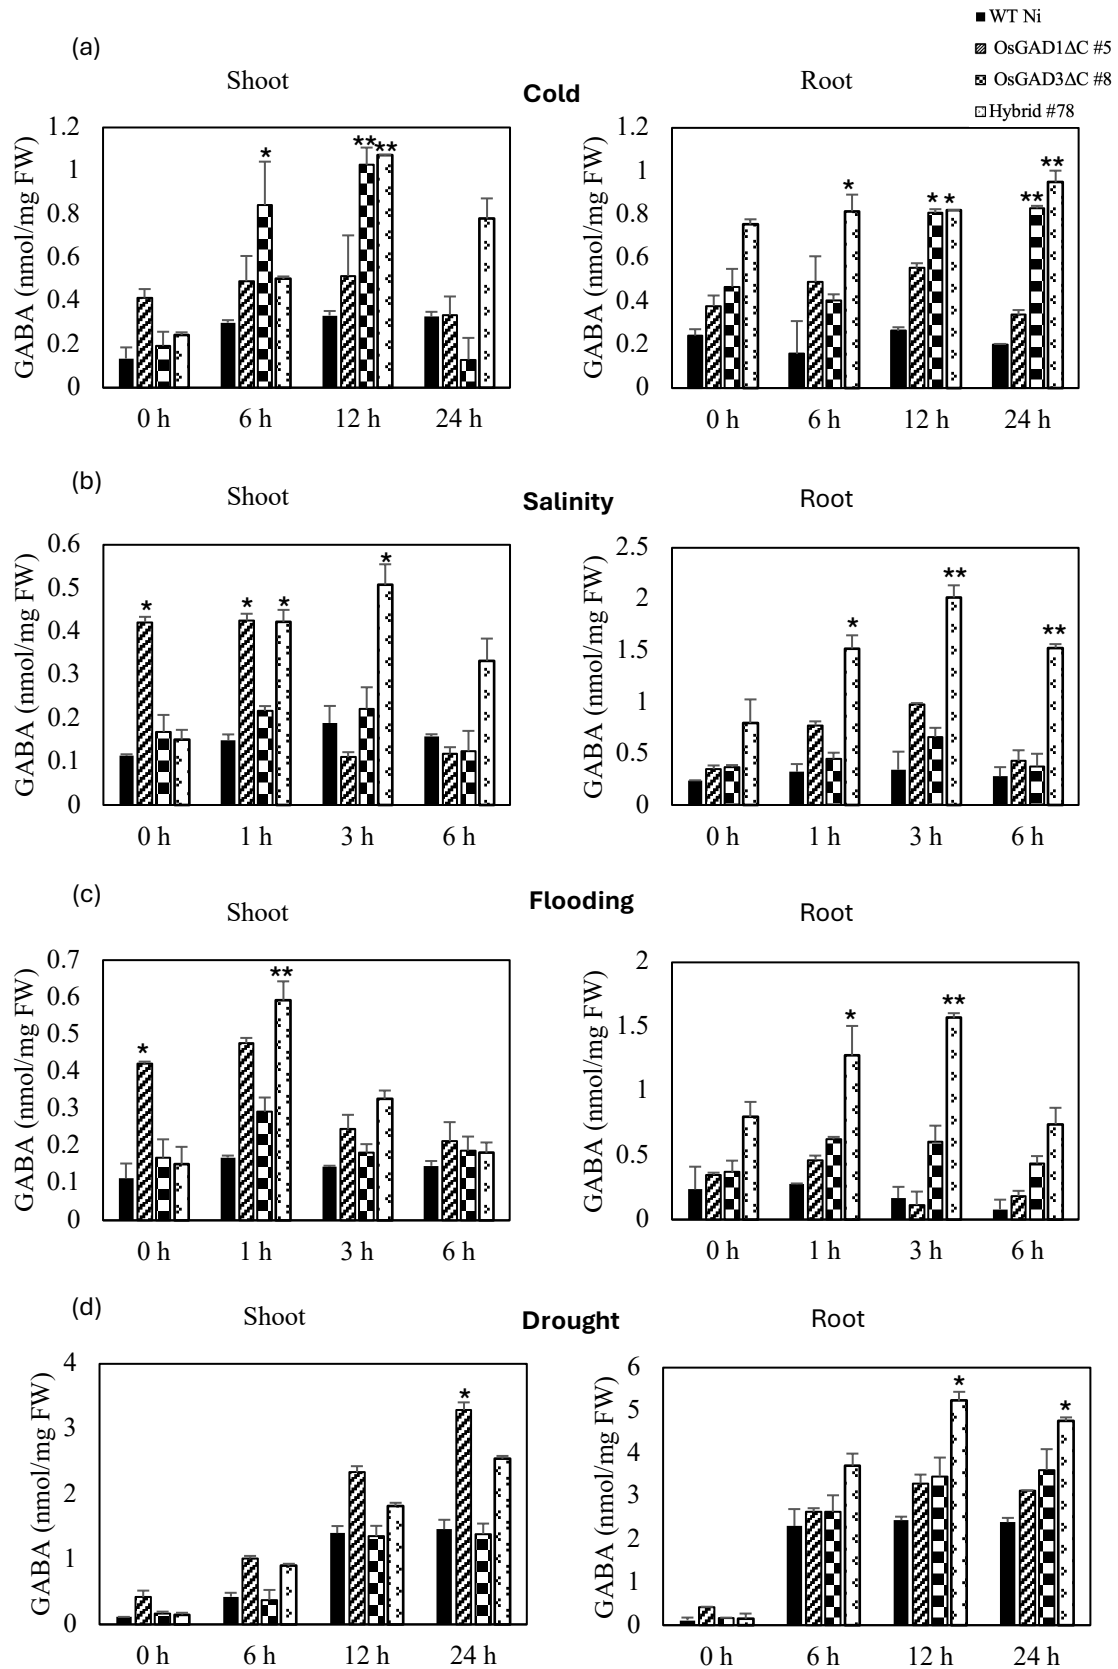 WT Ni
OsGAD1ΔC #5
OsGAD3ΔC #8
Hybrid #78
(a)
Shoot
Cold
Root
GABA (nmol/mg FW)
1.2
1
0.8
0.6
0.4
0.2
0
*
**
**
0 h 6 h 12 h 24 h
GABA (nmol/mg FW)
1.2
1
0.8
0.6
0.4
0.2
0
*
* *
**
**
0 h 6 h 12 h 24 h
(b)
Shoot
Salinity
Root
GABA (nmol/mg FW)
0.6
0.5
0.4
0.3
0.2
0.1
0
*
* *
*
0 h 1 h 3 h 6 h
GABA (nmol/mg FW)
2.5
2
1.5
1
0.5
0
*
**
**
0 h 1 h 3 h 6 h
(c)
Shoot
Flooding
Root
GABA (nmol/mg FW)
0.7
0.6
0.5
0.4
0.3
0.2
0.1
0
*
**
0 h 1 h 3 h 6 h
GABA (nmol/mg FW)
2
1.5
1
0.5
0
*
**
0 h 1 h 3 h 6 h
(d)
Shoot
Drought
Root
GABA (nmol/mg FW)
4
3
2
1
0
*
0 h 6 h 12 h 24 h
GABA (nmol/mg FW)
6
5
4
3
2
1
0
*
*
0 h 6 h 12 h 24 h